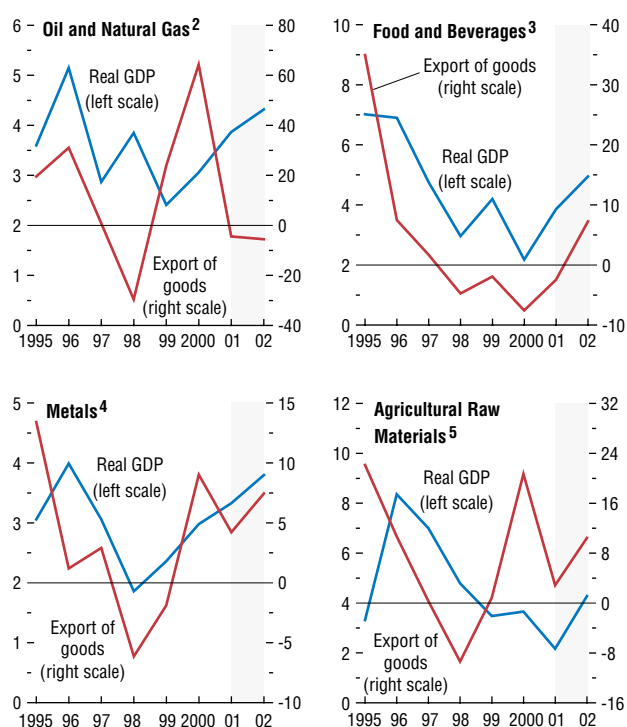 Oil and Natural Gas2
6
5
4
3
2
1
0
80
60
40
20
0
-20
-40
Real GDP
(left scale)
Export of
goods
(right scale)
1995 96 97 98 99 2000 01 02
Food and Beverages3
10
8
6
4
2
0
40
30
20
10
0
-10
Export of goods
(right scale)
Real GDP
(left scale)
1995 96 97 98 99 2000 01 02
Metals4
5
4
3
2
1
0
15
10
5
0
-5
-10
Real GDP
(left scale)
Export of
goods
(right scale)
1995 96 97 98 99 2000 01 02
Agricultural Raw
Materials5
12
10
8
6
4
2
0
32
24
16
8
0
-8
-16
Real GDP
(left scale)
Export of
goods
(right scale)
1995 96 97 98 99 2000 01 02